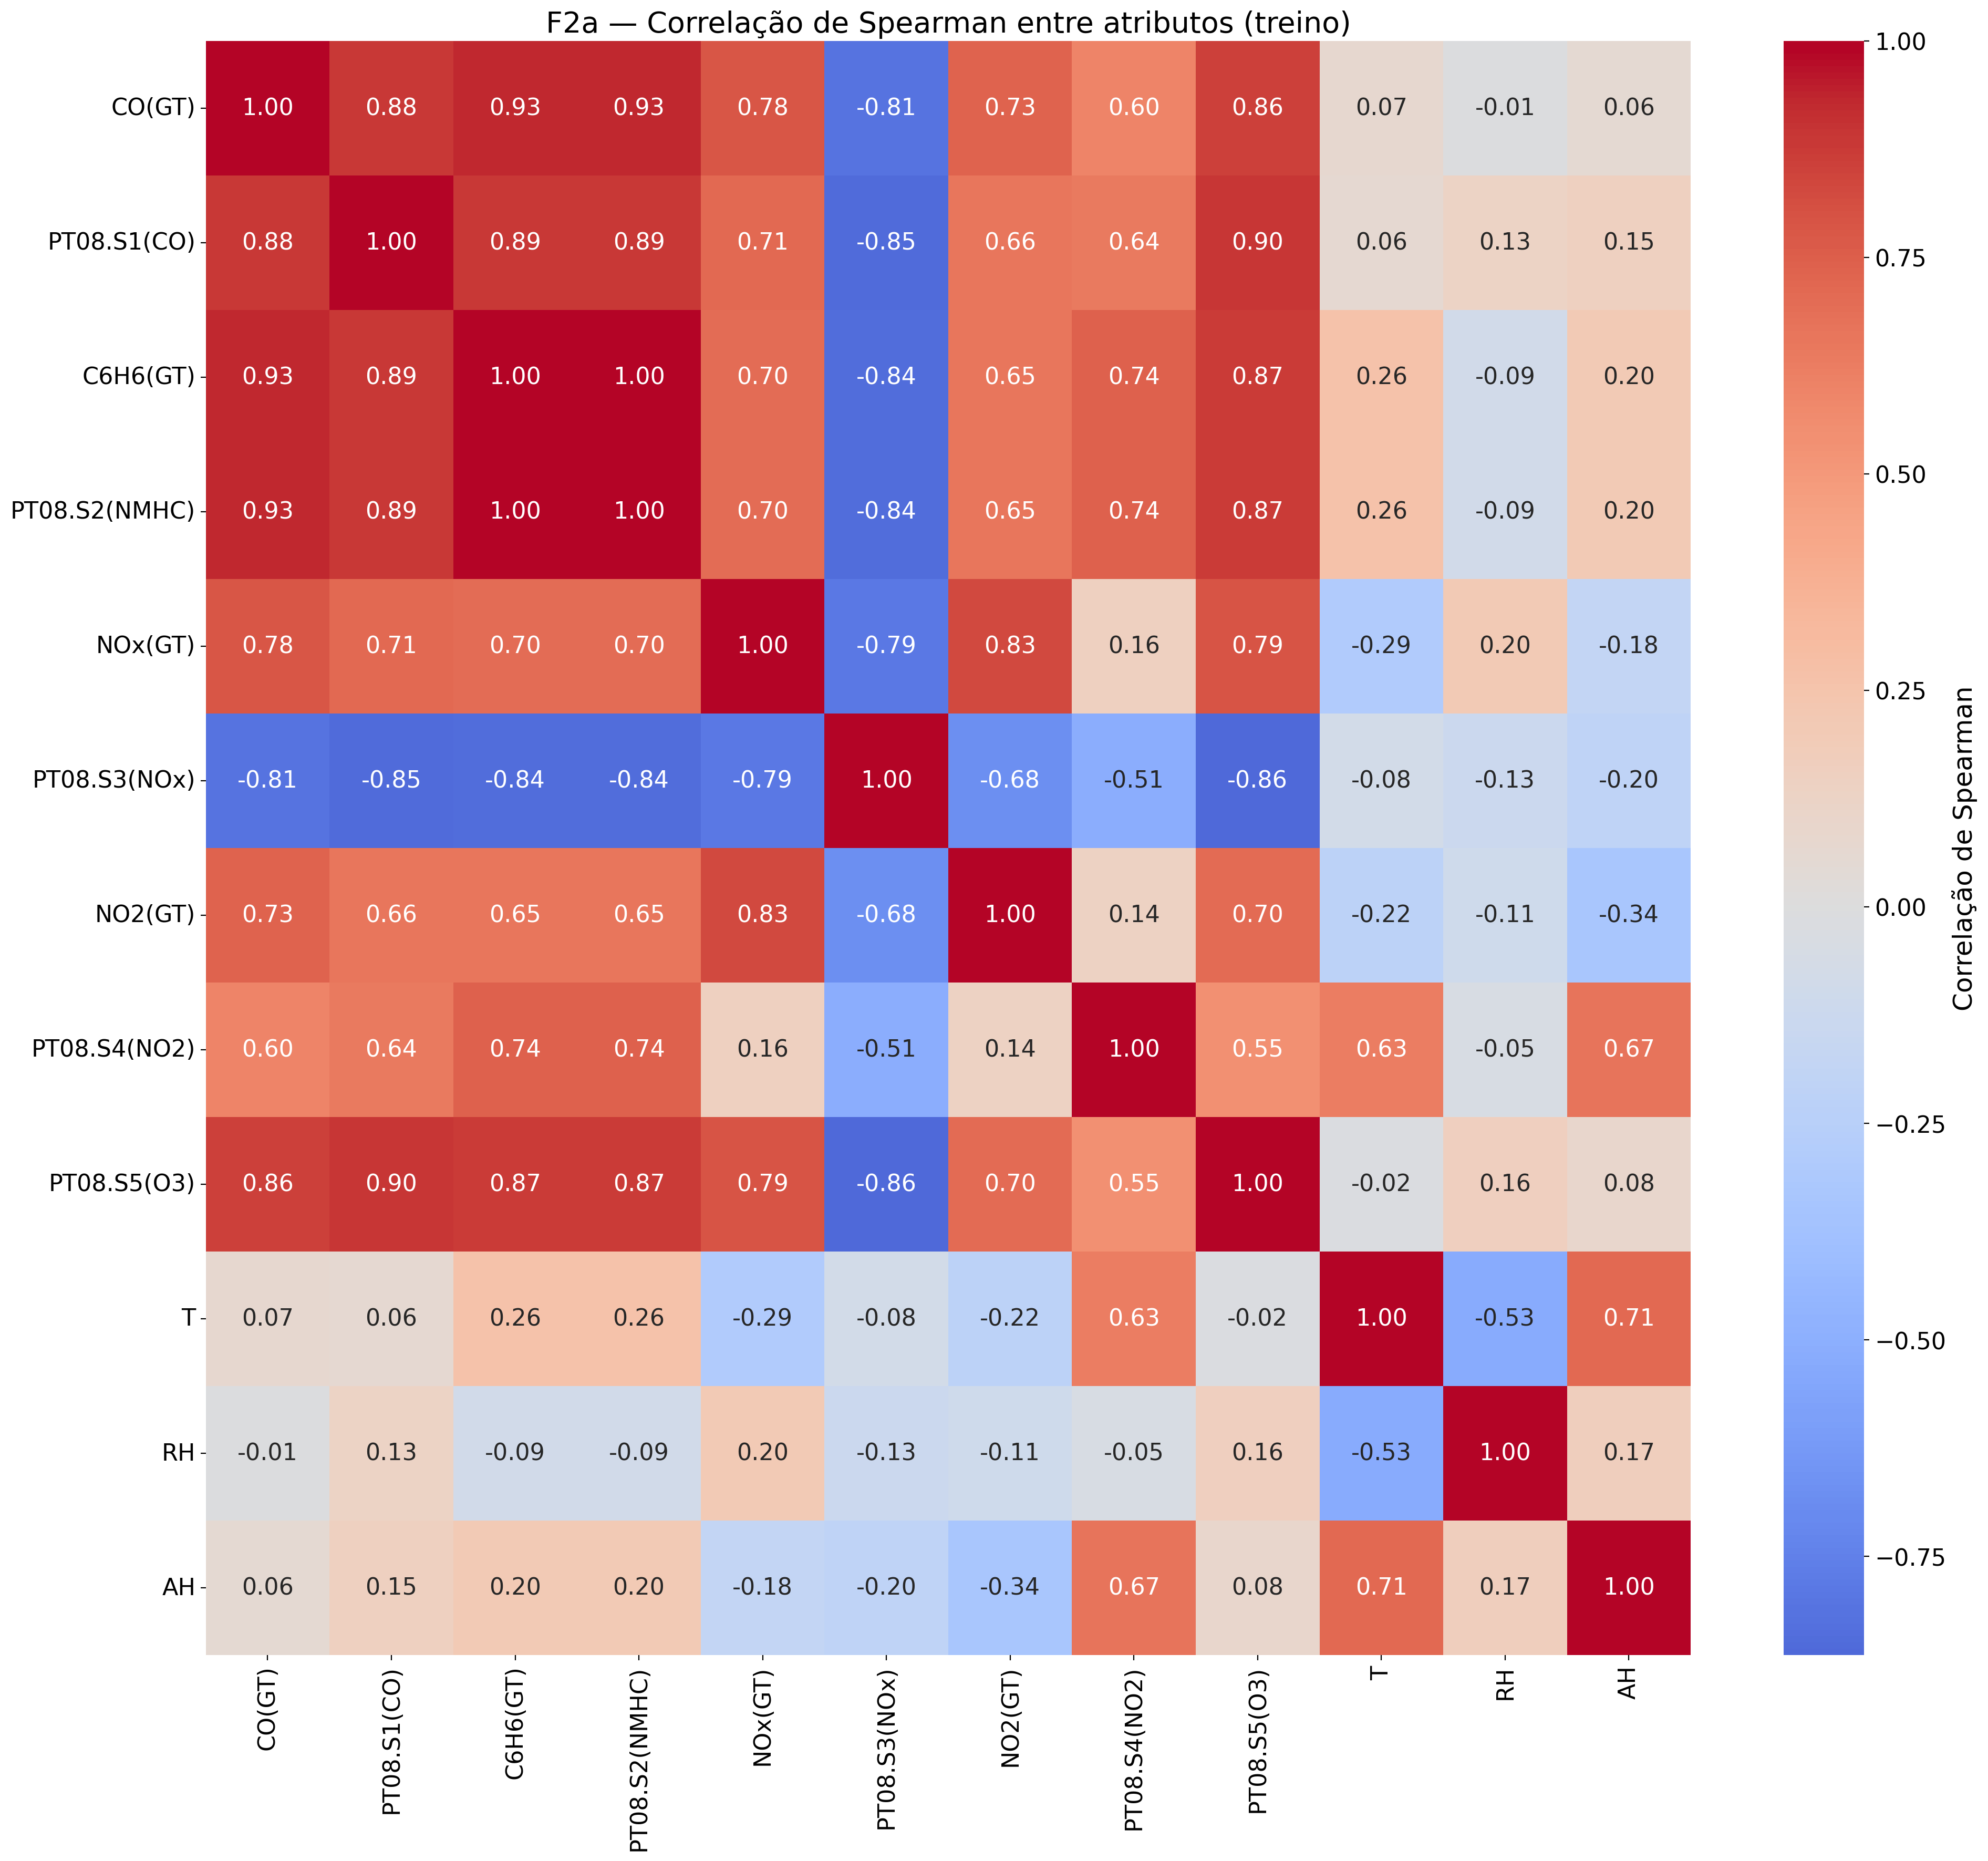 F2a — Correlação de Spearman entre atributos (treino)
CO(GT) 1.00 0.88 0.93 0.93 0.78 -0.81 0.73 0.60 0.86 0.07 -0.01 0.06
PT08.S1(CO) 0.88 1.00 0.89 0.89 0.71 -0.85 0.66 0.64 0.90 0.06 0.13 0.15
C6H6(GT) 0.93 0.89 1.00 1.00 0.70 -0.84 0.65 0.74 0.87 0.26 -0.09 0.20
PT08.S2(NMHC) 0.93 0.89 1.00 1.00 0.70 -0.84 0.65 0.74 0.87 0.26 -0.09 0.20
NOx(GT) 0.78 0.71 0.70 0.70 1.00 -0.79 0.83 0.16 0.79 -0.29 0.20 -0.18
PT08.S3(NOx) -0.81 -0.85 -0.84 -0.84 -0.79 1.00 -0.68 -0.51 -0.86 -0.08 -0.13 -0.20
NO2(GT) 0.73 0.66 0.65 0.65 0.83 -0.68 1.00 0.14 0.70 -0.22 -0.11 -0.34
PT08.S4(NO2) 0.60 0.64 0.74 0.74 0.16 -0.51 0.14 1.00 0.55 0.63 -0.05 0.67
PT08.S5(O3) 0.86 0.90 0.87 0.87 0.79 -0.86 0.70 0.55 1.00 -0.02 0.16 0.08
T 0.07 0.06 0.26 0.26 -0.29 -0.08 -0.22 0.63 -0.02 1.00 -0.53 0.71
RH -0.01 0.13 -0.09 -0.09 0.20 -0.13 -0.11 -0.05 0.16 -0.53 1.00 0.17
AH 0.06 0.15 0.20 0.20 -0.18 -0.20 -0.34 0.67 0.08 0.71 0.17 1.00
CO(GT) PT08.S1(CO) C6H6(GT) PT08.S2(NMHC) NOx(GT) PT08.S3(NOx) NO2(GT) PT08.S4(NO2) PT08.S5(O3) T RH AH
1.00
0.75
0.50
0.25
0.00
−0.25
−0.50
−0.75
Correlação de Spearman